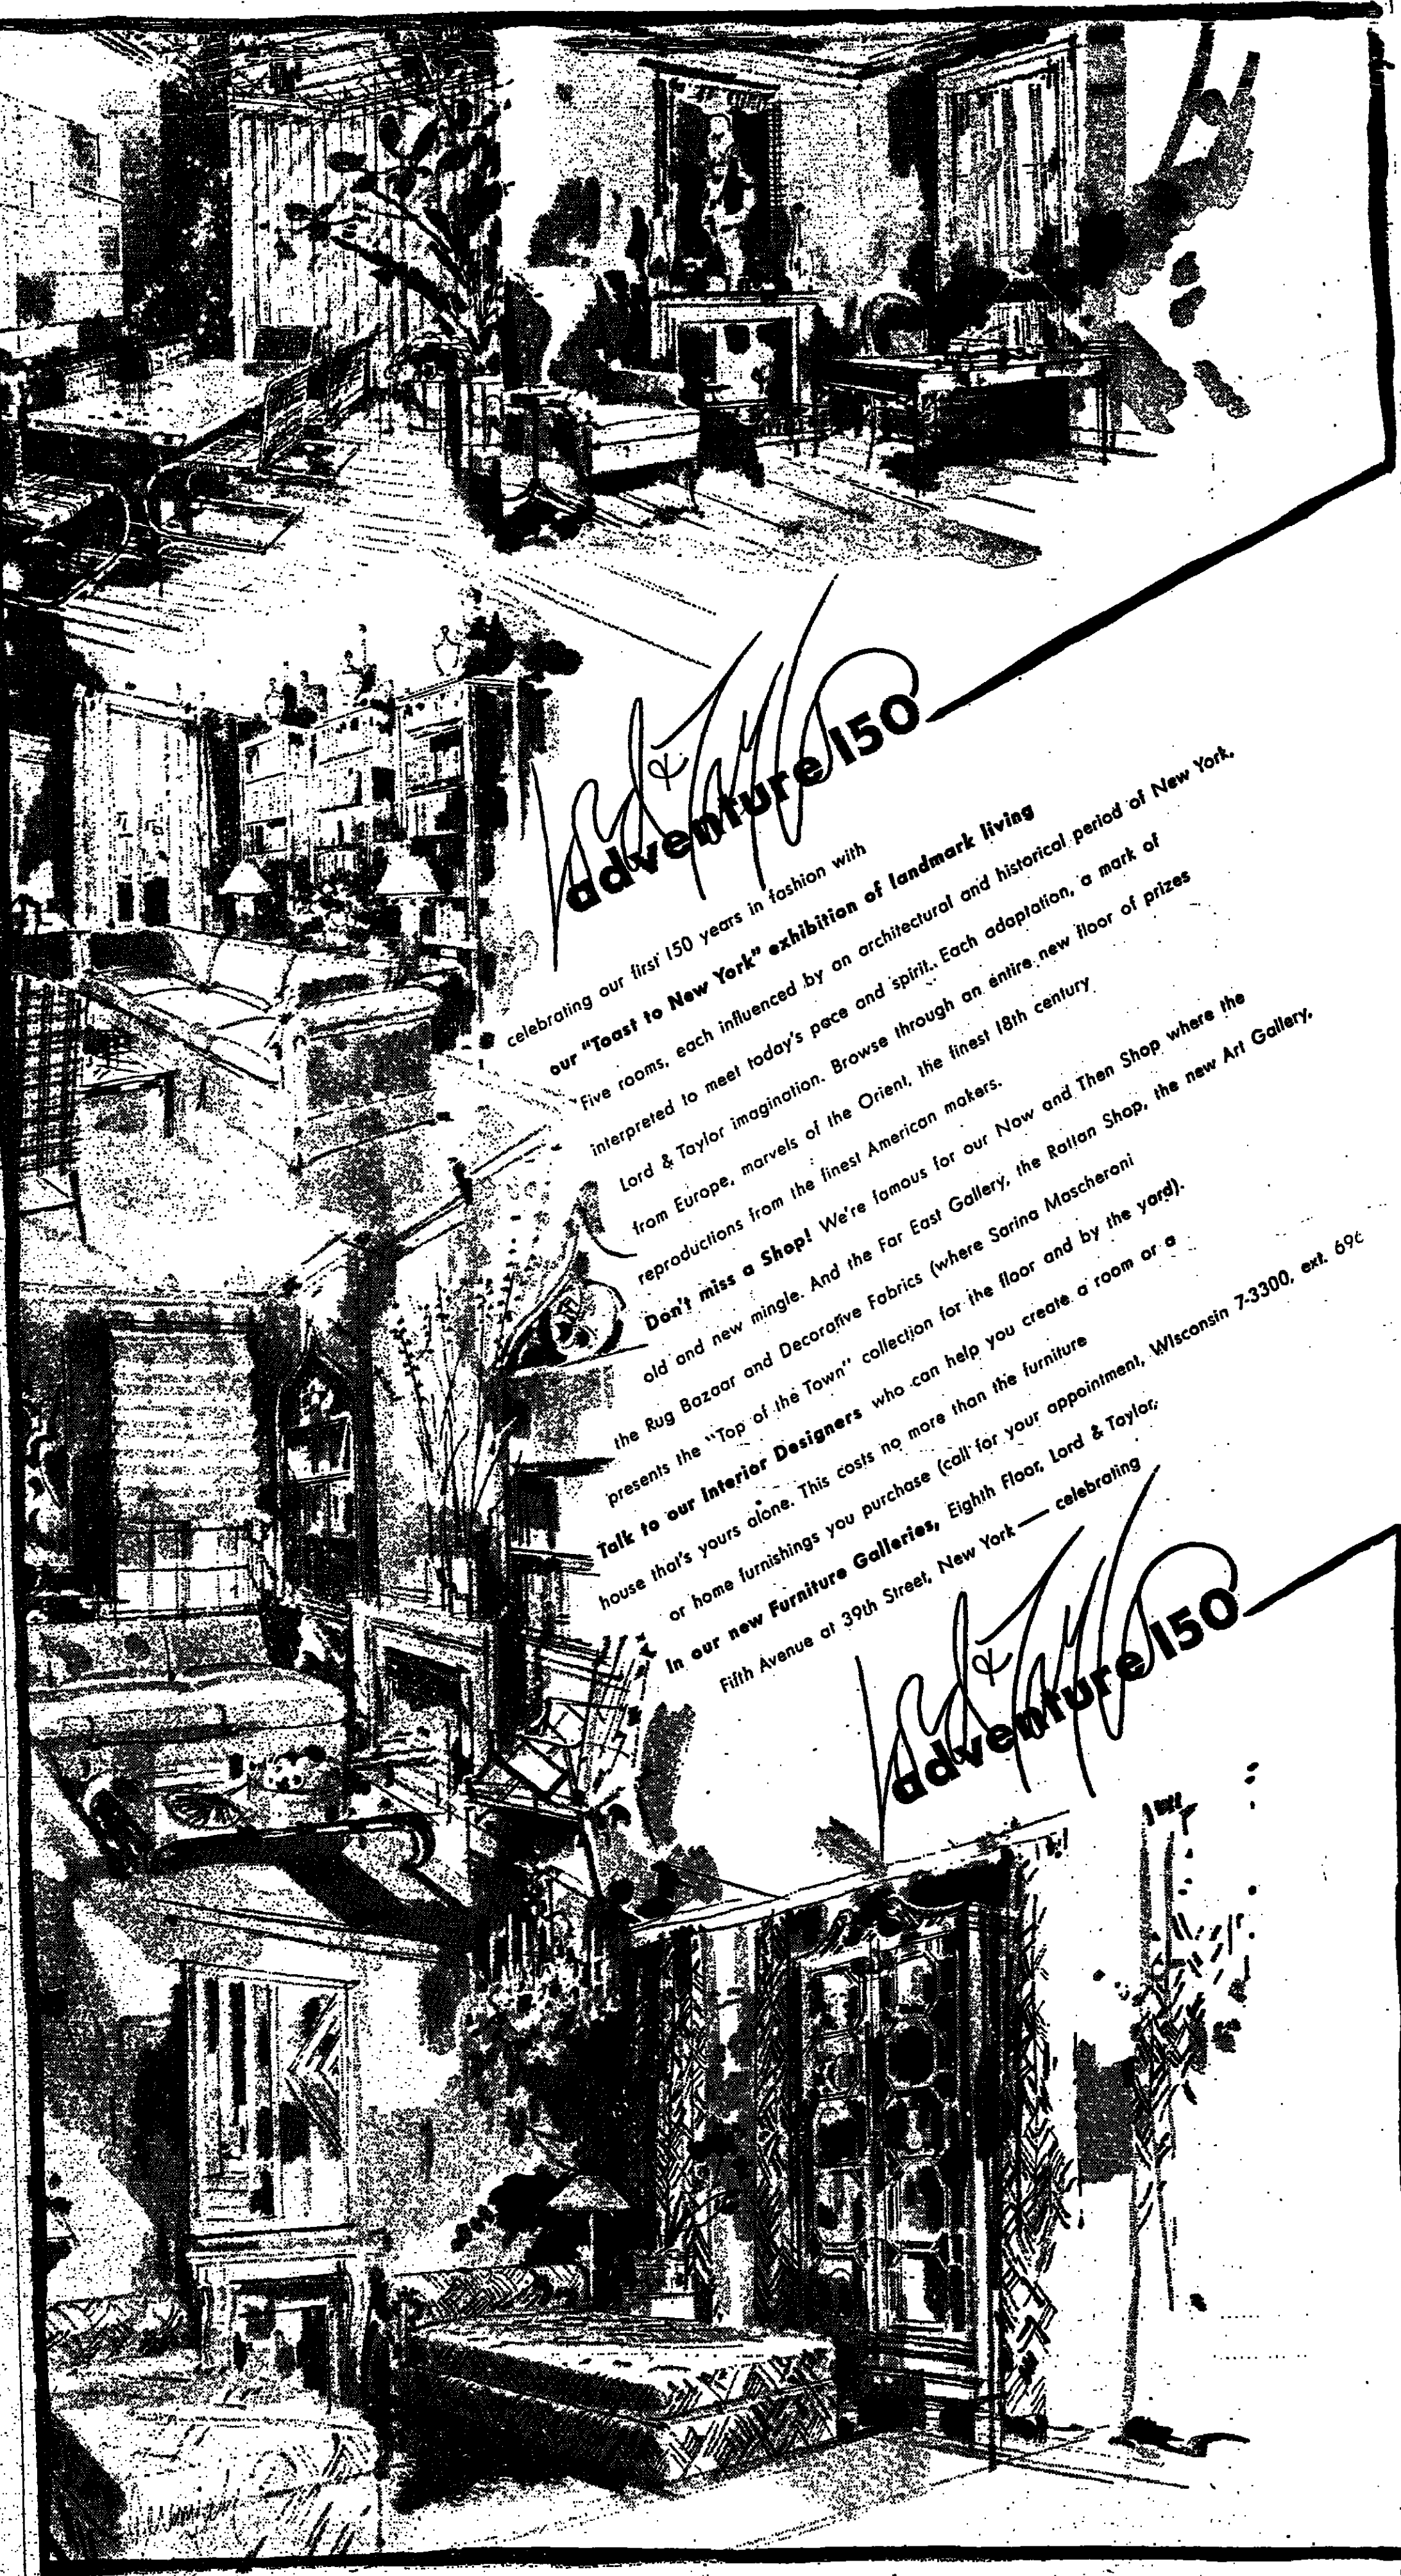 Lord & Taylor
adventure 150
celebrating our first 150 years in fashion with
our "Toast to New York" exhibition of landmark living
Five rooms, each influenced by an architectural and historical period of New York,
interpreted to meet today's pace and spirit. Each adaptation, a mark of
Lord & Taylor imagination. Browse through an entire new floor of prizes
from Europe, marvels of the Orient, the finest 18th century
reproductions from the finest American makers.
Don't miss a Shop! We're famous for our Now and Then Shop where the
old and new mingle. And the Far East Gallery, the Rattan Shop, the new Art Gallery,
the Rug Bazaar and Decorative Fabrics (where Sarina Mascheroni
presents the "Top of the Town" collection for the floor and by the yard).
Talk to our Interior Designers who can help you create a room or a
house that's yours alone. This costs no more than the furniture
or home furnishings you purchase (call for your appointment, WIsconsin 7-3300, ext.
In our new Furniture Galleries, Eighth Floor, Lord & Taylor,
Fifth Avenue at 39th Street, New York — celebrating
Lord & Taylor
adventure 150